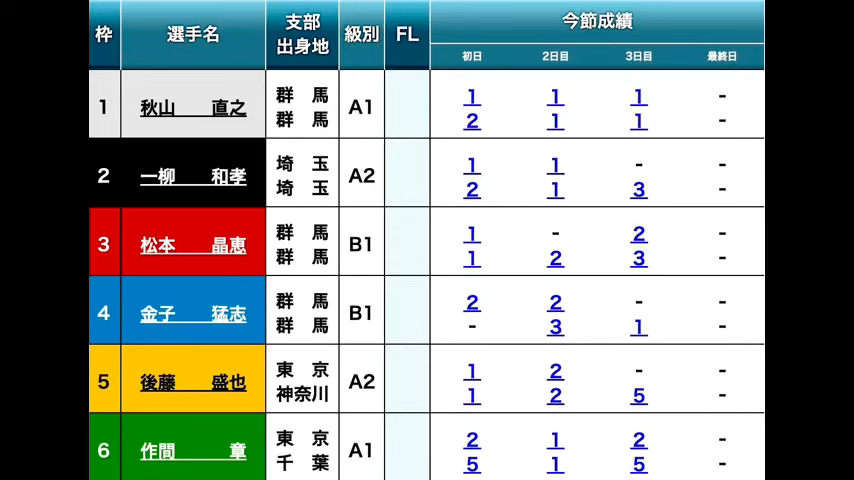 枠 選手名 支部 出身地 級別 FL 今節成績
初日 2日目 3日目 最終日
1 秋山 直之 群馬 群馬 A1 1 1 1 -
2 1 1 -
2 一柳 和孝 埼玉 埼玉 A2 1 1 - -
2 1 3 -
3 松本 晶恵 群馬 群馬 B1 1 - 2 -
1 2 3 -
4 金子 猛志 群馬 群馬 B1 2 2 - -
- 3 1 -
5 後藤 盛也 東京 神奈川 A2 1 2 - -
1 2 5 -
6 作間 章 東京 千葉 A1 2 1 2 -
5 1 5 -